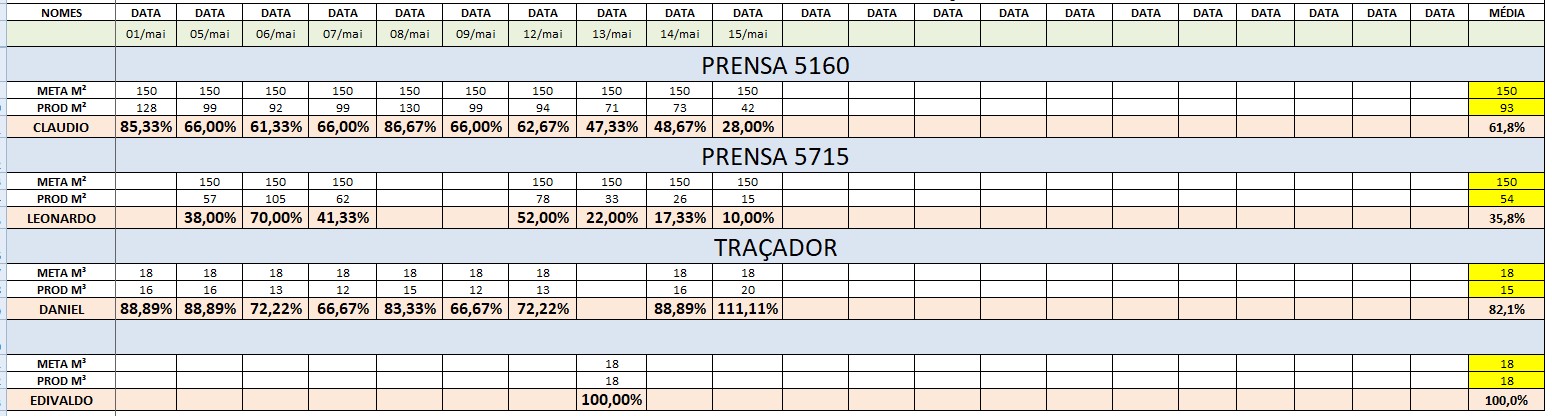 NOMES DATA DATA DATA DATA DATA DATA DATA DATA DATA DATA DATA DATA DATA DATA DATA DATA DATA DATA DATA DATA DATA MÉDIA
01/mai 05/mai 06/mai 07/mai 08/mai 09/mai 12/mai 13/mai 14/mai 15/mai
PRENSA 5160
META M² 150 150 150 150 150 150 150 150 150 150 150
PROD M² 128 99 92 99 130 99 94 71 73 42 93
CLAUDIO 85,33% 66,00% 61,33% 66,00% 86,67% 66,00% 62,67% 47,33% 48,67% 28,00% 61,8%
PRENSA 5715
META M² 150 150 150 150 150 150 150 150
PROD M² 57 105 62 78 33 26 15 54
LEONARDO 38,00% 70,00% 41,33% 52,00% 22,00% 17,33% 10,00% 35,8%
TRAÇADOR
META M³ 18 18 18 18 18 18 18 18 18 18
PROD M³ 16 16 13 12 15 12 13 16 20 15
DANIEL 88,89% 88,89% 72,22% 66,67% 83,33% 66,67% 72,22% 88,89% 111,11% 82,1%
META M³ 18 18
PROD M³ 18 18
EDIVALDO 100,00% 100,0%